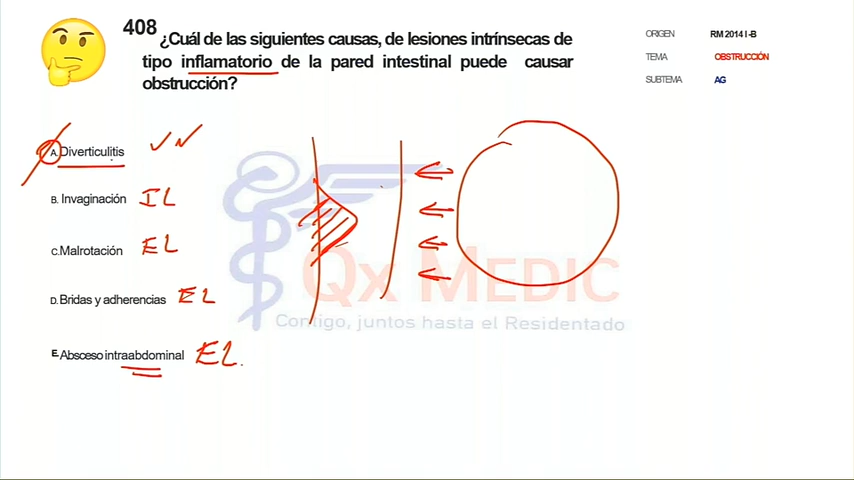 408 ¿Cuál de las siguientes causas, de lesiones intrínsecas de
tipo inflamatorio de la pared intestinal puede causar
obstrucción?
ORIGEN RM 2014 I -B
TEMA OBSTRUCCIÓN
SUBTEMA AG
A. Diverticulitis
B. Invaginación IL
C.Malrotación EL
D. Bridas y adherencias EL
E. Absceso intraabdominal EL.
Qx MEDIC
Contigo, juntos hasta el Residentado